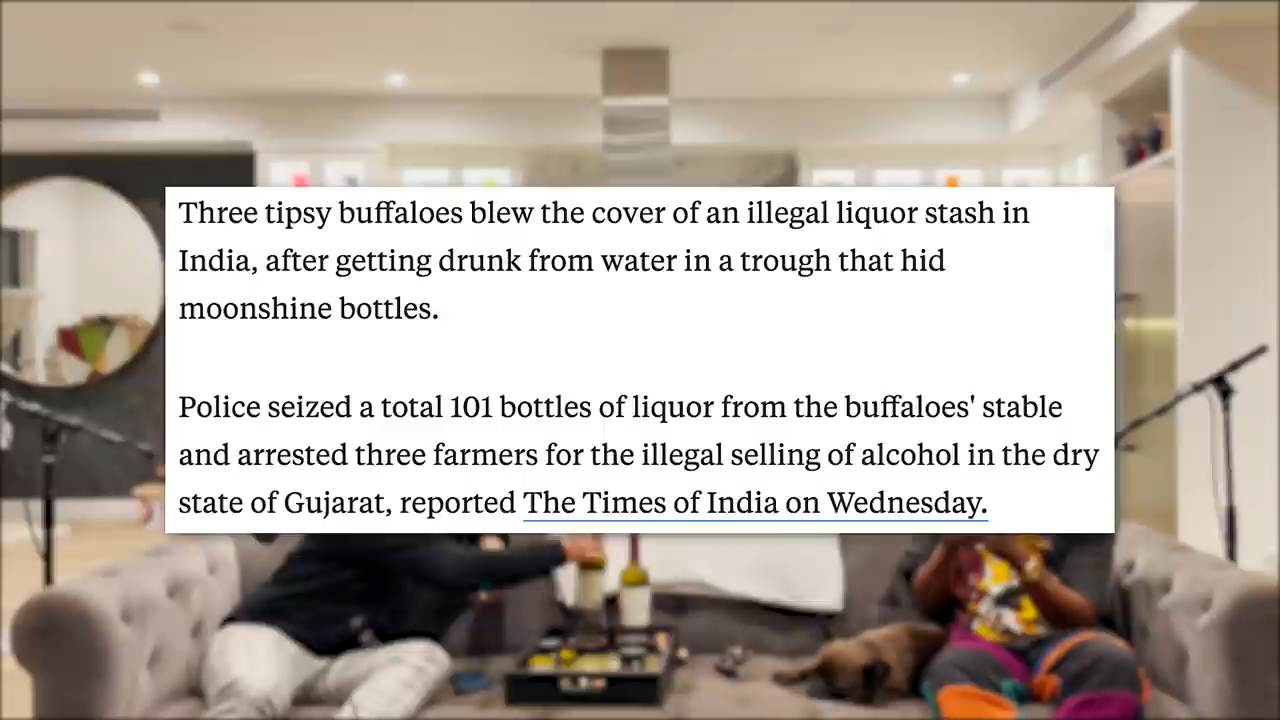 Three tipsy buffaloes blew the cover of an illegal liquor stash in
India, after getting drunk from water in a trough that hid
moonshine bottles.
Police seized a total 101 bottles of liquor from the buffaloes' stable
and arrested three farmers for the illegal selling of alcohol in the dry
state of Gujarat, reported The Times of India on Wednesday.